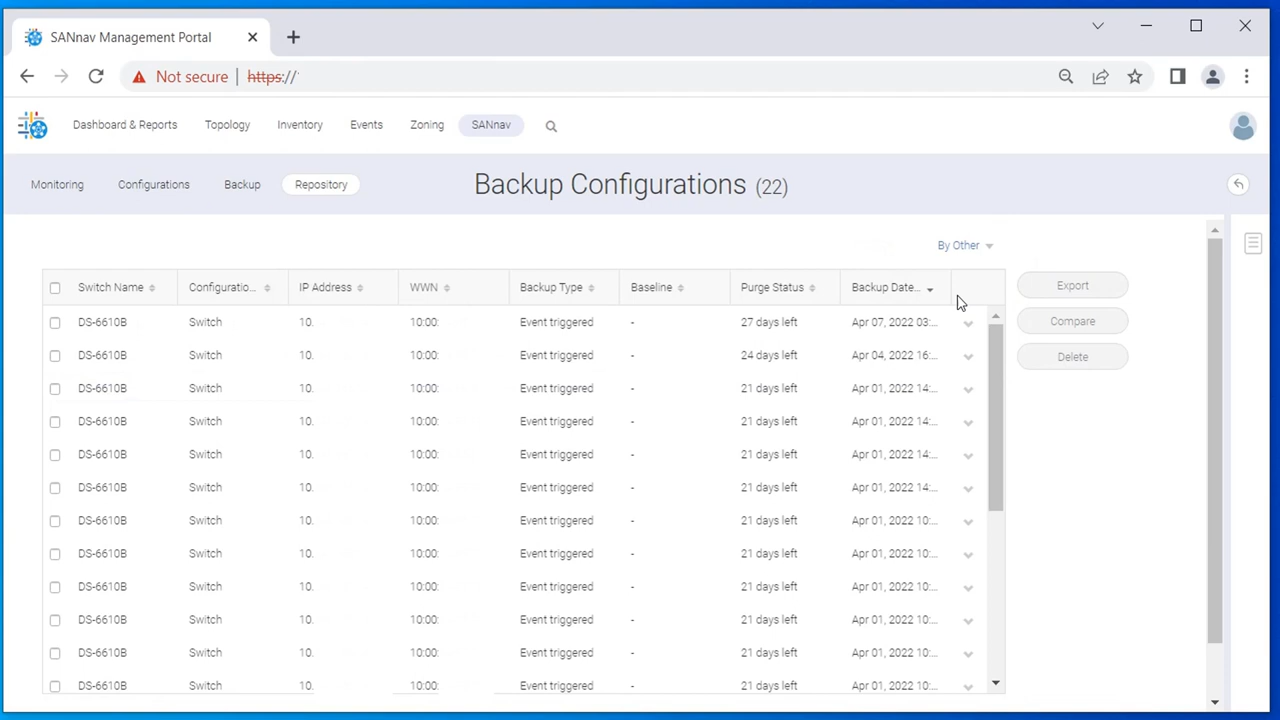 SANnav Management Portal
Not secure https://
Dashboard & Reports Topology Inventory Events Zoning SANnav
Monitoring Configurations Backup Repository Backup Configurations (22)
By Other
Switch Name Configuratio... IP Address WWN Backup Type Baseline Purge Status Backup Date... Export
DS-6610B Switch 10. 10:00: Event triggered - 27 days left Apr 07, 2022 03:... Compare
DS-6610B Switch 10. 10:00: Event triggered - 24 days left Apr 04, 2022 16:... Delete
DS-6610B Switch 10. 10:00: Event triggered - 21 days left Apr 01, 2022 14:...
DS-6610B Switch 10. 10:00: Event triggered - 21 days left Apr 01, 2022 14:...
DS-6610B Switch 10. 10:00: Event triggered - 21 days left Apr 01, 2022 14:...
DS-6610B Switch 10. 10:00: Event triggered - 21 days left Apr 01, 2022 14:...
DS-6610B Switch 10. 10:00: Event triggered - 21 days left Apr 01, 2022 10:...
DS-6610B Switch 10. 10:00: Event triggered - 21 days left Apr 01, 2022 10:...
DS-6610B Switch 10. 10:00: Event triggered - 21 days left Apr 01, 2022 10:...
DS-6610B Switch 10. 10:00: Event triggered - 21 days left Apr 01, 2022 10:...
DS-6610B Switch 10. 10:00: Event triggered - 21 days left Apr 01, 2022 10:...
DS-6610B Switch 10. 10:00: Event triggered - 21 days left Apr 01, 2022 10:...